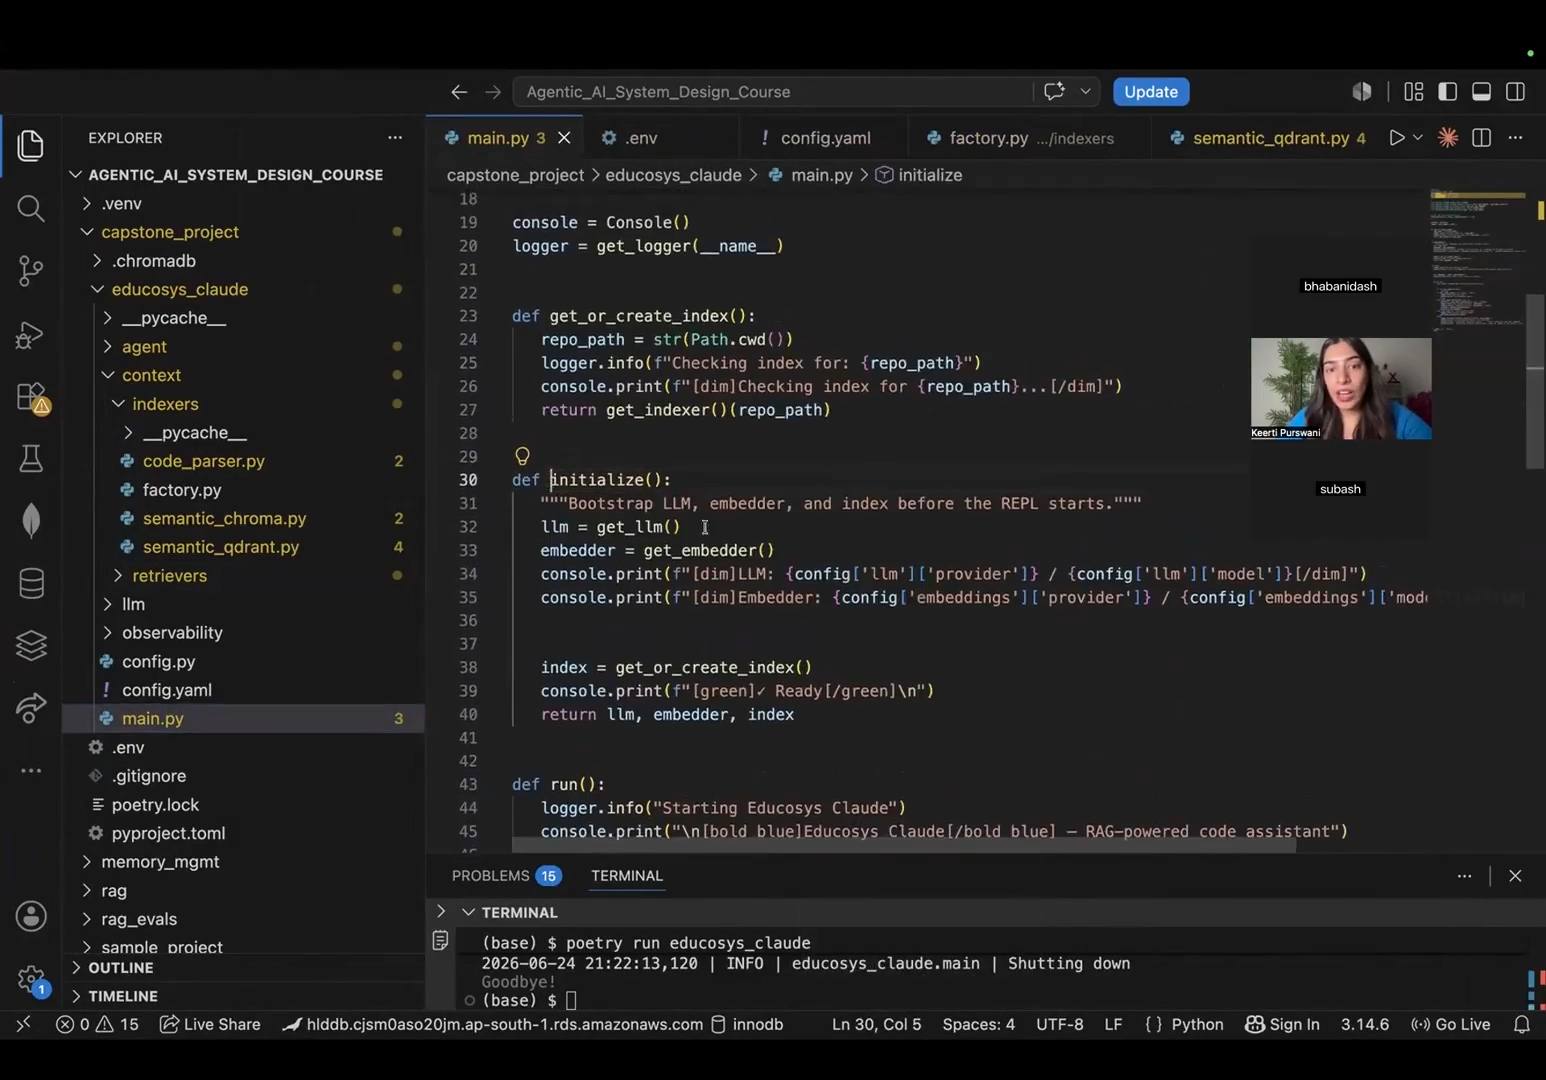 Agentic_AI_System_Design_Course
Update
EXPLORER
main.py 3
.env
! config.yaml
factory.py .../indexers
semantic_qdrant.py 4
capstone_project > educosys_claude > main.py > initialize
AGENTIC_AI_SYSTEM_DESIGN_COURSE
.venv
capstone_project
.chromadb
educosys_claude
__pycache__
agent
context
indexers
__pycache__
code_parser.py 2
factory.py
semantic_chroma.py 2
semantic_qdrant.py 4
retrievers
llm
observability
config.py
! config.yaml
main.py 3
.env
.gitignore
poetry.lock
pyproject.toml
memory_mgmt
rag
rag_evals
sample_project
OUTLINE
TIMELINE
18
19 console = Console()
20 logger = get_logger(__name__)
21
22
23 def get_or_create_index():
24 repo_path = str(Path.cwd())
25 logger.info(f"Checking index for: {repo_path}")
26 console.print(f"[dim]Checking index for {repo_path}...[/dim]")
27 return get_indexer()(repo_path)
28
29
30 def initialize():
31 """Bootstrap LLM, embedder, and index before the REPL starts."""
32 llm = get_llm()
33 embedder = get_embedder()
34 console.print(f"[dim]LLM: {config['llm']['provider']} / {config['llm']['model']}[/dim]")
35 console.print(f"[dim]Embedder: {config['embeddings']['provider']} / {config['embeddings']['mode
36
37
38 index = get_or_create_index()
39 console.print(f"[green]✓ Ready[/green]\n")
40 return llm, embedder, index
41
42
43 def run():
44 logger.info("Starting Educosys Claude")
45 console.print("\n[bold blue]Educosys Claude[/bold blue] — RAG-powered code assistant")
bhabanidash
Keerti Purswani
subash
PROBLEMS 15
TERMINAL
TERMINAL
(base) $ poetry run educosys_claude
2026-06-24 21:22:13,120 | INFO | educosys_claude.main | Shutting down
Goodbye!
(base) $
1
0 15
Live Share
hlddb.cjsm0aso20jm.ap-south-1.rds.amazonaws.com
innodb
Ln 30, Col 5
Spaces: 4
UTF-8
LF
{ } Python
Sign In
3.14.6
Go Live